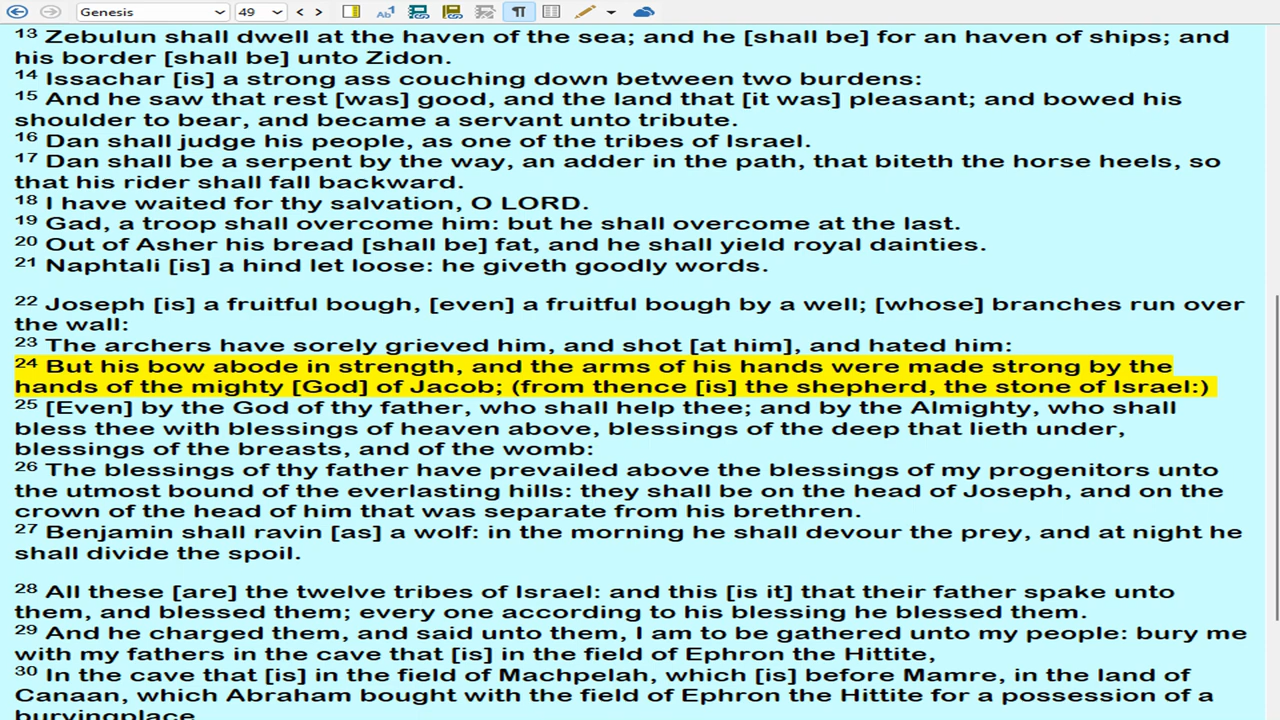 Genesis 49 < > Ab¹ ¶
13 Zebulun shall dwell at the haven of the sea; and he [shall be] for an haven of ships; and
his border [shall be] unto Zidon.
14 Issachar [is] a strong ass couching down between two burdens:
15 And he saw that rest [was] good, and the land that [it was] pleasant; and bowed his
shoulder to bear, and became a servant unto tribute.
16 Dan shall judge his people, as one of the tribes of Israel.
17 Dan shall be a serpent by the way, an adder in the path, that biteth the horse heels, so
that his rider shall fall backward.
18 I have waited for thy salvation, O LORD.
19 Gad, a troop shall overcome him: but he shall overcome at the last.
20 Out of Asher his bread [shall be] fat, and he shall yield royal dainties.
21 Naphtali [is] a hind let loose: he giveth goodly words.
22 Joseph [is] a fruitful bough, [even] a fruitful bough by a well; [whose] branches run over
the wall:
23 The archers have sorely grieved him, and shot [at him], and hated him:
24 But his bow abode in strength, and the arms of his hands were made strong by the
hands of the mighty [God] of Jacob; (from thence [is] the shepherd, the stone of Israel:)
25 [Even] by the God of thy father, who shall help thee; and by the Almighty, who shall
bless thee with blessings of heaven above, blessings of the deep that lieth under,
blessings of the breasts, and of the womb:
26 The blessings of thy father have prevailed above the blessings of my progenitors unto
the utmost bound of the everlasting hills: they shall be on the head of Joseph, and on the
crown of the head of him that was separate from his brethren.
27 Benjamin shall ravin [as] a wolf: in the morning he shall devour the prey, and at night he
shall divide the spoil.
28 All these [are] the twelve tribes of Israel: and this [is it] that their father spake unto
them, and blessed them; every one according to his blessing he blessed them.
29 And he charged them, and said unto them, I am to be gathered unto my people: bury me
with my fathers in the cave that [is] in the field of Ephron the Hittite,
30 In the cave that [is] in the field of Machpelah, which [is] before Mamre, in the land of
Canaan, which Abraham bought with the field of Ephron the Hittite for a possession of a
buryingplace